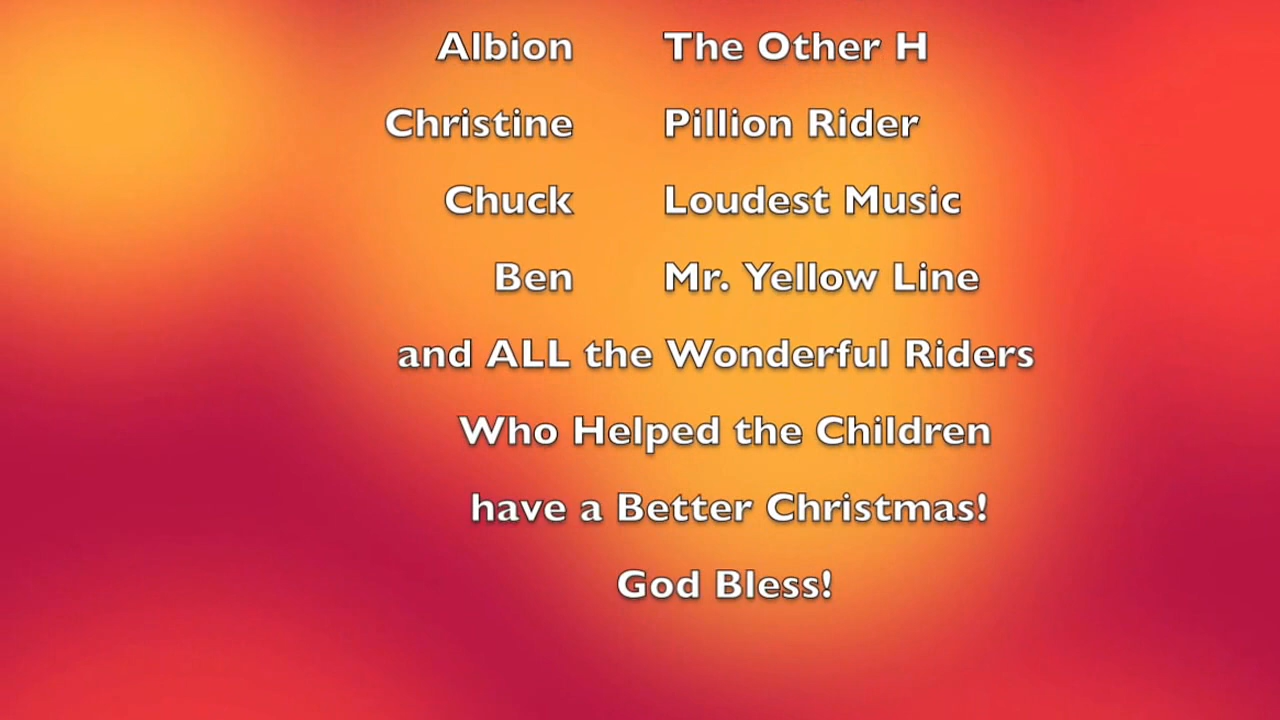 Albion The Other H
Christine Pillion Rider
Chuck Loudest Music
Ben Mr. Yellow Line
and ALL the Wonderful Riders
Who Helped the Children
have a Better Christmas!
God Bless!